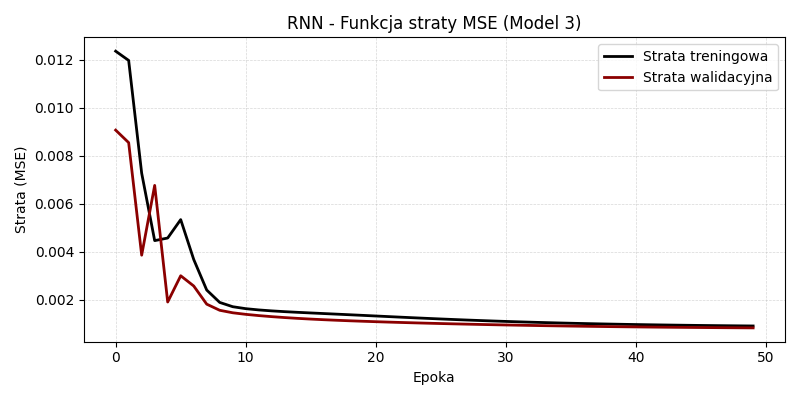 RNN - Funkcja straty MSE (Model 3)
Strata treningowa
Strata walidacyjna
Strata (MSE)
0.012
0.010
0.008
0.006
0.004
0.002
0 10 20 30 40 50
Epoka